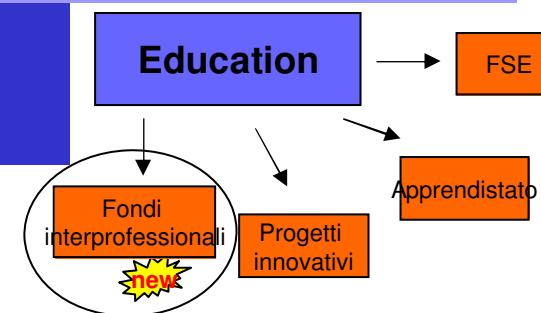 Education
FSE
Apprendistato
Fondi
interprofessionali
Progetti
innovativi
new